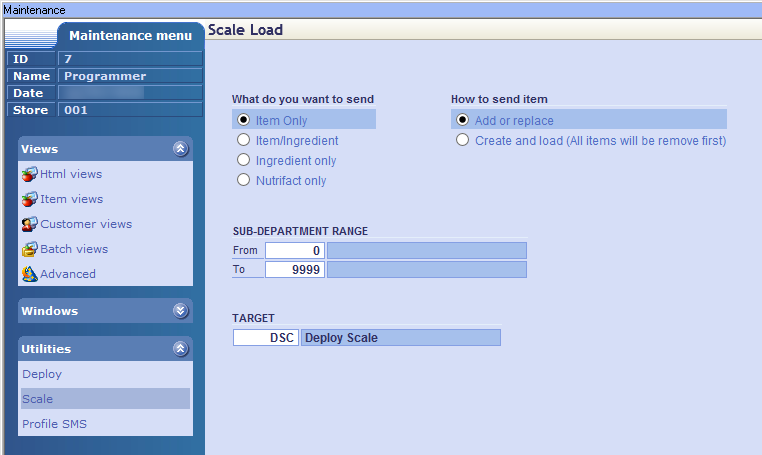 Maintenance
Maintenance menu
ID 7
Name Programmer
Date
Store 001
Views
Html views
Item views
Customer views
Batch views
Advanced
Windows
Utilities
Deploy
Scale
Profile SMS
Scale Load
What do you want to send
Item Only
Item/Ingredient
Ingredient only
Nutrifact only
How to send item
Add or replace
Create and load (All items will be remove first)
SUB-DEPARTMENT RANGE
From 0
To 9999
TARGET
DSC Deploy Scale